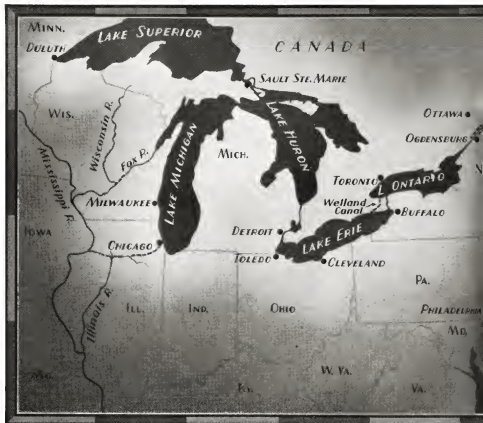 MINN.
DULUTH
LAKE SUPERIOR
CANADA
SAULT STE. MARIE
WIS.
Wisconsin R.
Fox R.
Mississippi R.
LAKE MICHIGAN
MICH.
LAKE HURON
OTTAWA
OGDENSBURG
TORONTO
L. ONTARIO
N
MILWAUKEE
Welland
Canal
BUFFALO
IOWA
DETROIT
LAKE ERIE
CHICAGO
TOLEDO
CLEVELAND
PA.
Illinois R.
ILL.
IND.
OHIO
PHILADELPHIA
MD.
MO.
W. VA.
KY.
VA.